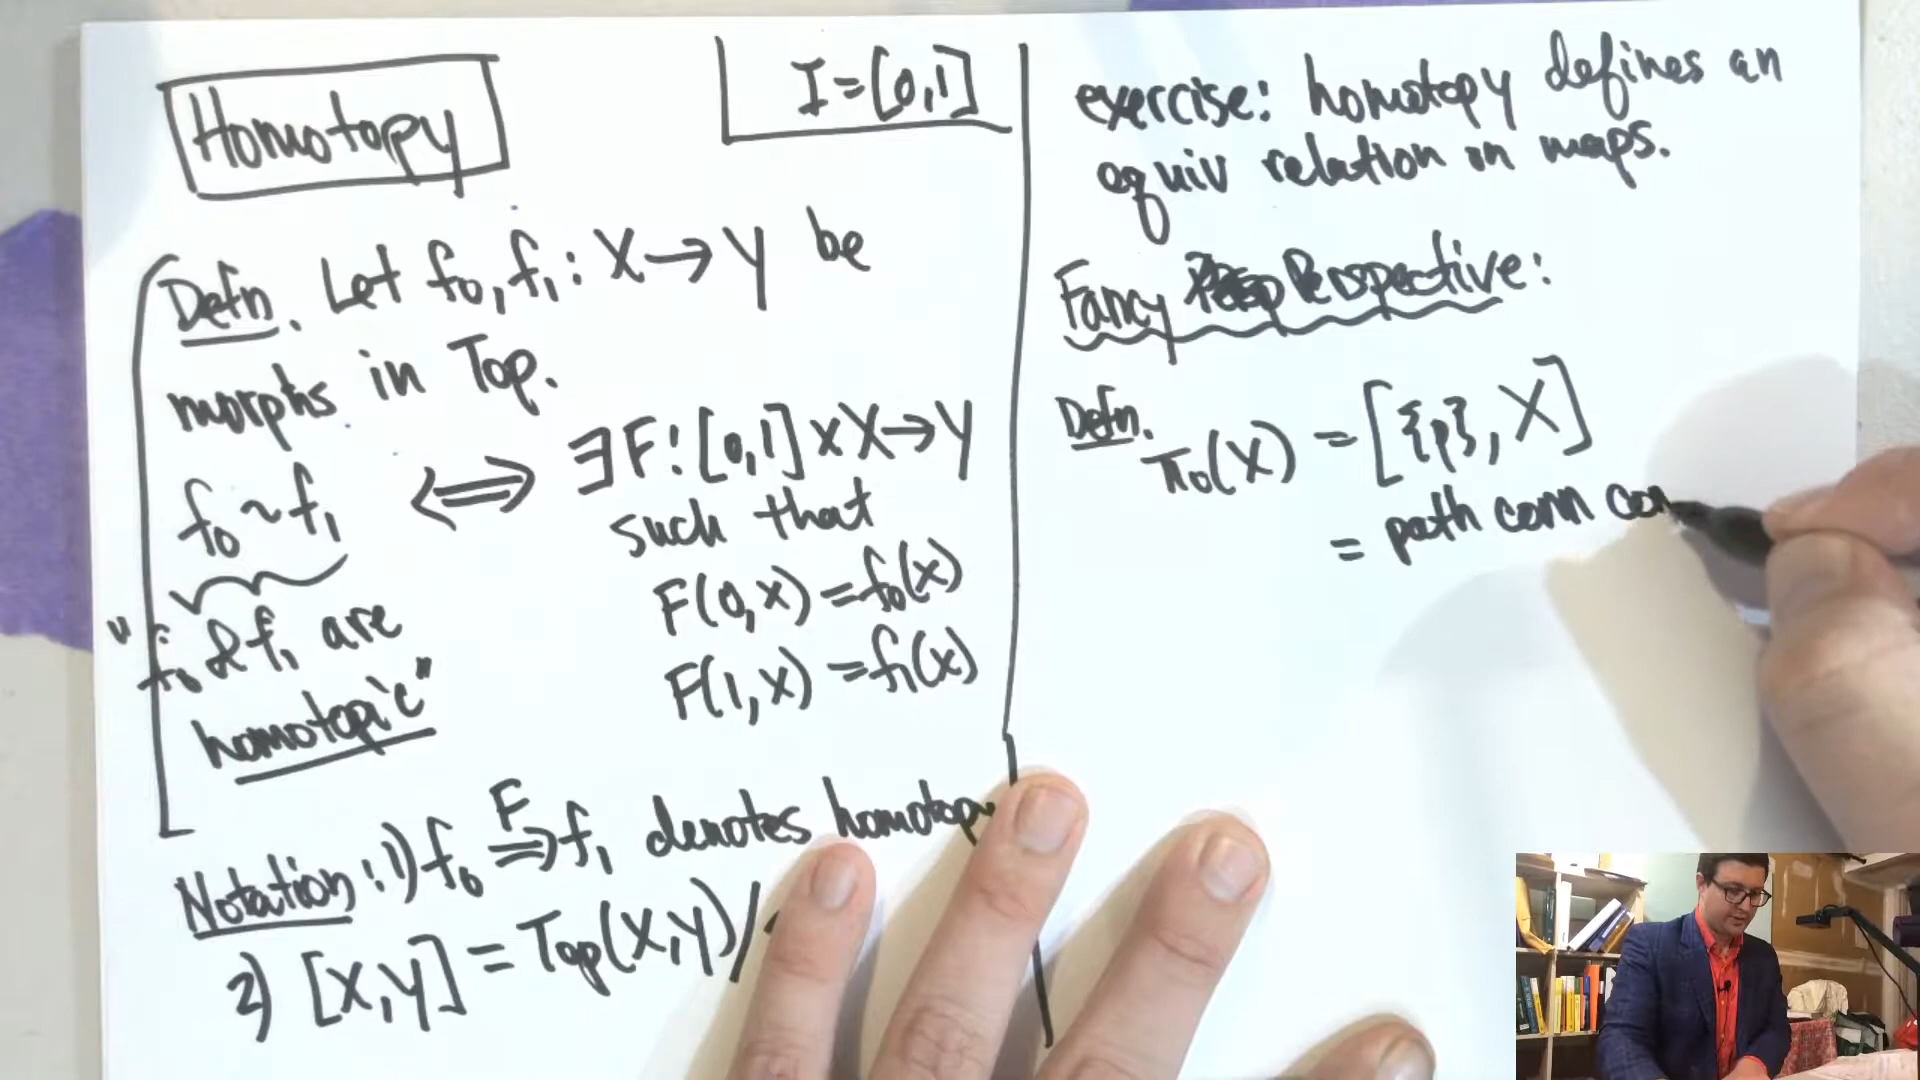 Homotopy
I = [0,1]
Defn. Let f₀, f₁ : X → Y be
morphs in Top.
f₀ ~ f₁ ⟺ ∃F: [0,1] × X → Y
such that
F(0,x) = f₀(x)
F(1,x) = f₁(x)
"f₀ & f₁ are
homotopic"
Notation: 1) f₀ ⇒ f₁ denotes homotopy
F
2) [X,Y] = Top(X,Y)/
exercise: homotopy defines an
equiv relation on maps.
Fancy Perspective:
Defn. π₀(X) = [{p}, X]
= path conn com